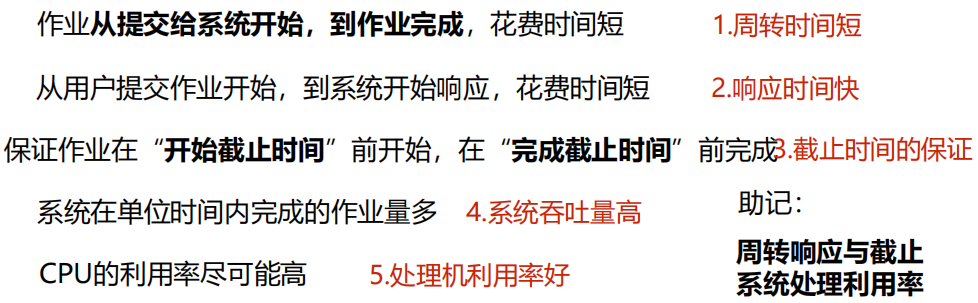 作业从提交给系统开始，到作业完成，花费时间短 1.周转时间短
从用户提交作业开始，到系统开始响应，花费时间短 2.响应时间快
保证作业在“开始截止时间”前开始，在“完成截止时间”前完成3.截止时间的保证
系统在单位时间内完成的作业量多 4.系统吞吐量高
CPU的利用率尽可能高 5.处理机利用率好
助记：
周转响应与截止
系统处理利用率